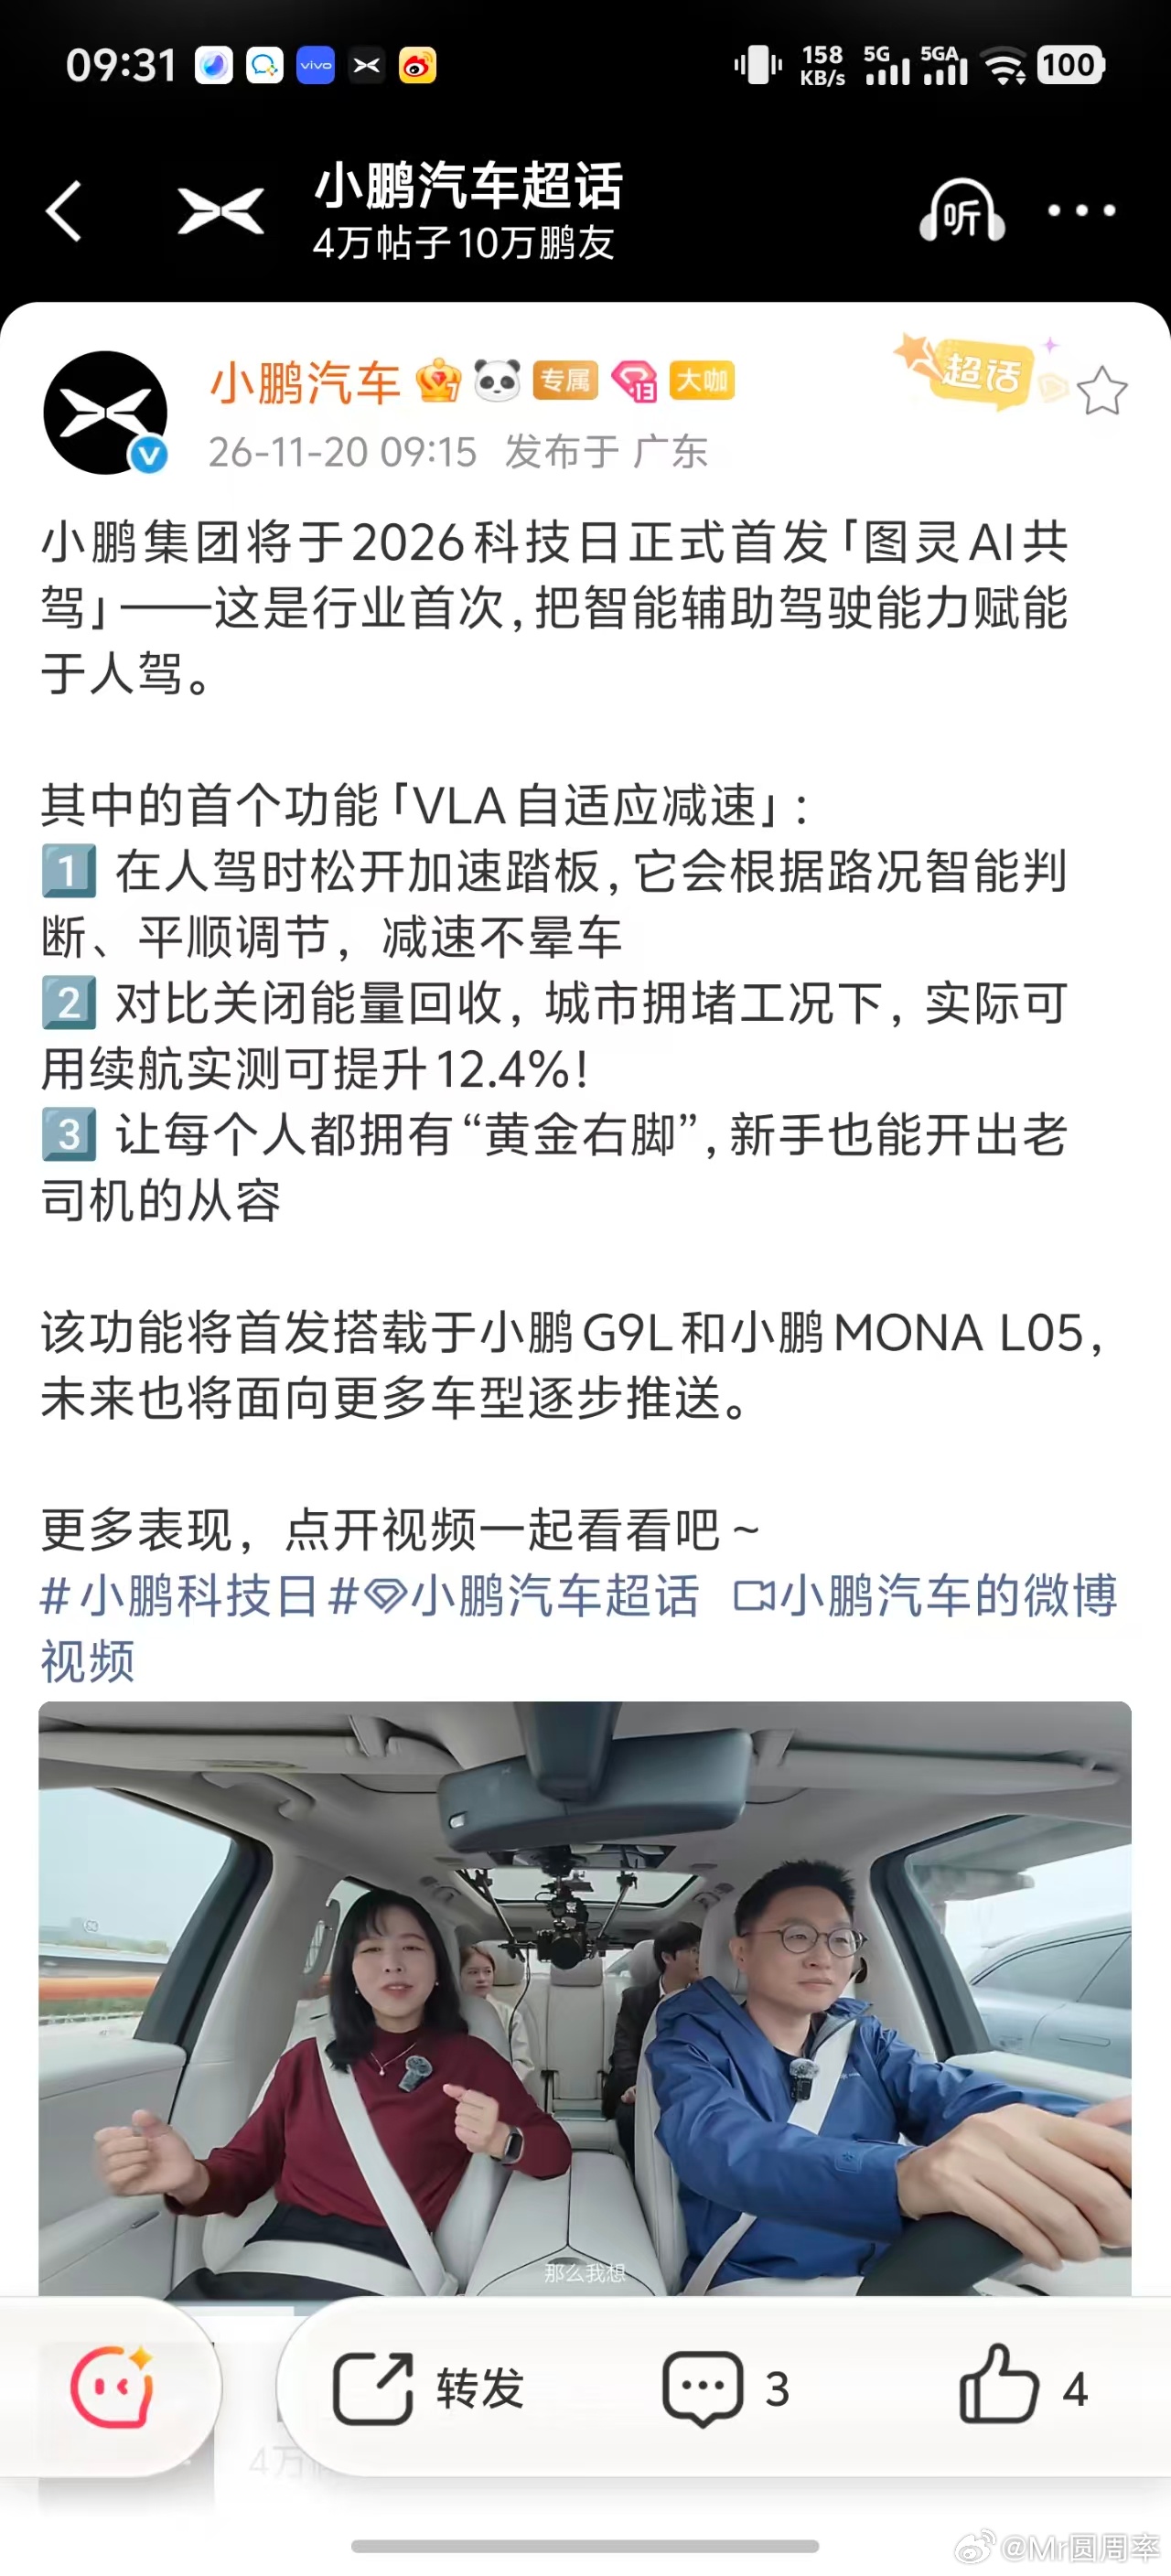 09:31
vivo
158 KB/s 5G 5GA 100
小鹏汽车超话
4万帖子10万鹏友
听
小鹏汽车 7 专属 13 大咖 超话
26-11-20 09:15 发布于 广东
小鹏集团将于2026科技日正式首发「图灵AI共
驾」——这是行业首次,把智能辅助驾驶能力赋能
于人驾。
其中的首个功能「VLA自适应减速」:
1 在人驾时松开加速踏板,它会根据路况智能判
断、平顺调节，减速不晕车
2 对比关闭能量回收，城市拥堵工况下，实际可
用续航实测可提升12.4%!
3 让每个人都拥有“黄金右脚”,新手也能开出老
司机的从容
该功能将首发搭载于小鹏G9L和小鹏MONA L05,
未来也将面向更多车型逐步推送。
更多表现，点开视频一起看看吧~
#小鹏科技日#小鹏汽车超话 小鹏汽车的微博
视频
那么我想
转发 3 4
4万
@Mr圆周率